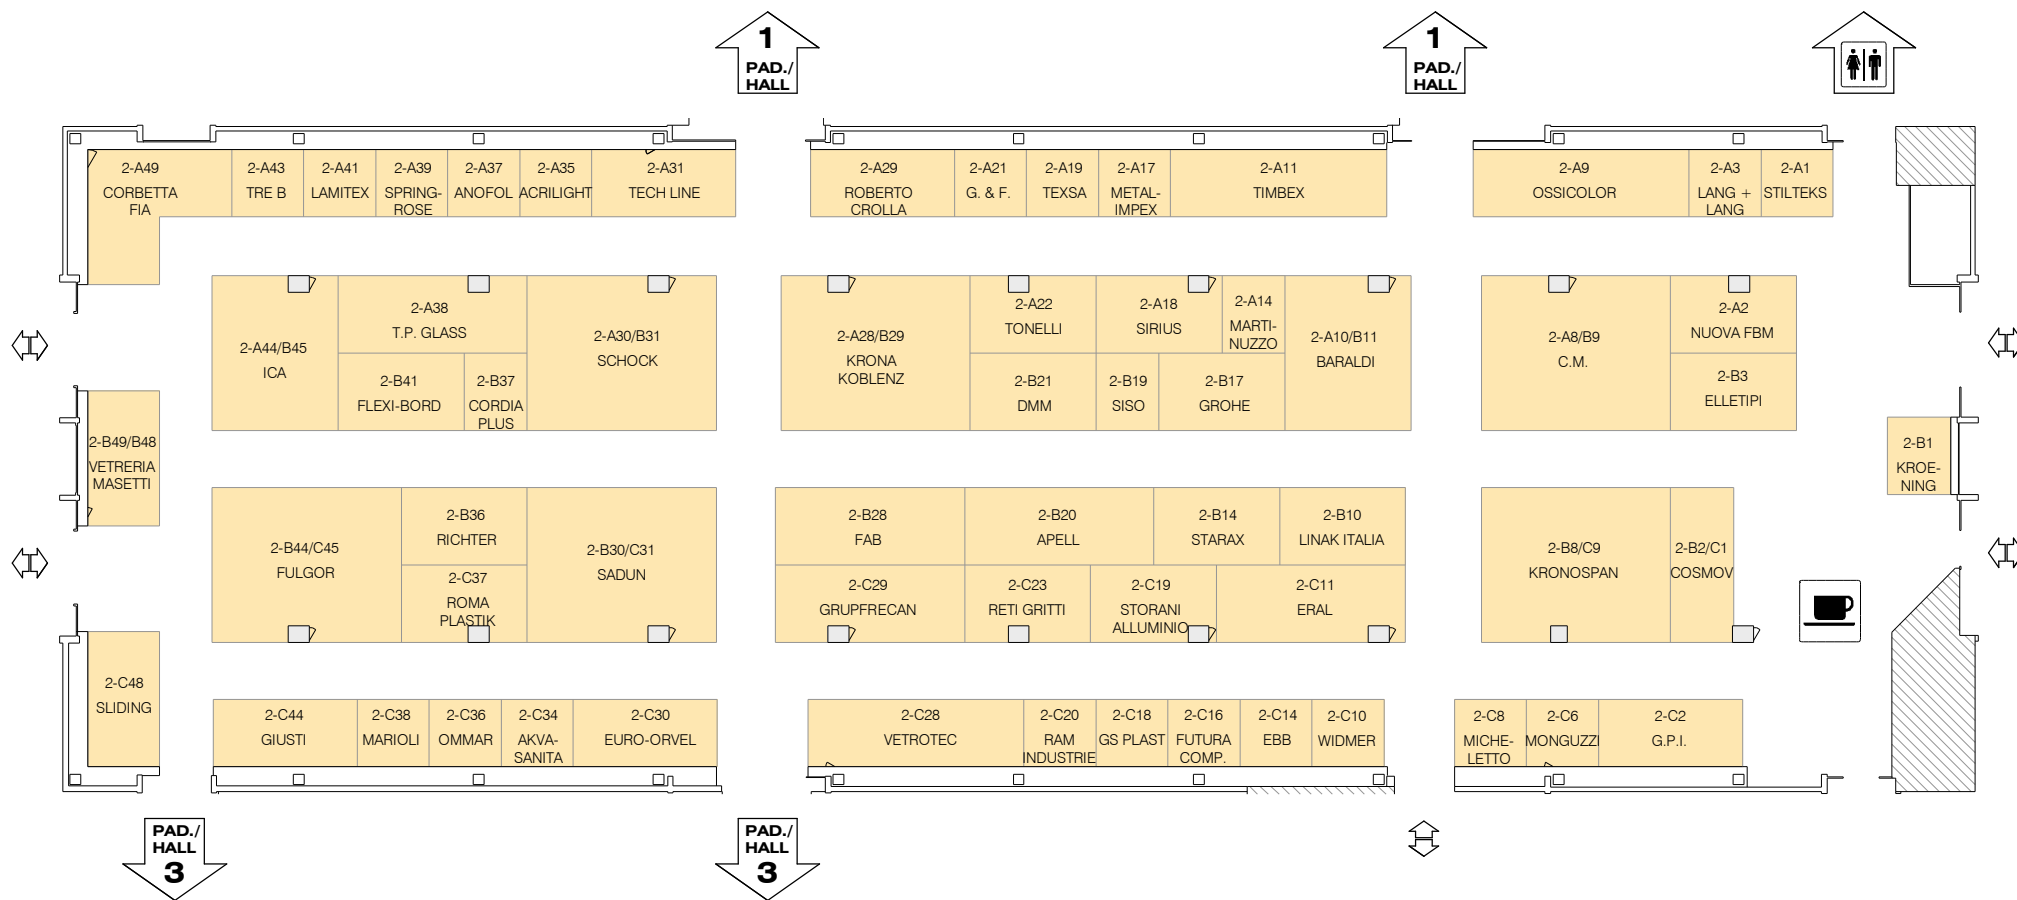 1
PAD./
HALL
1
PAD./
HALL
2-A49
CORBETTA
FIA
2-A43
TRE B
2-A41
LAMITEX
2-A39
SPRING-
ROSE
2-A37
ANOFOL
2-A35
ACRILIGHT
2-A31
TECH LINE
2-A29
ROBERTO
CROLLA
2-A21
G. & F.
2-A19
TEXSA
2-A17
METAL-
IMPEX
2-A11
TIMBEX
2-A9
OSSICOLOR
2-A3
LANG +
LANG
2-A1
STILTEKS
2-A44/B45
ICA
2-A38
T.P. GLASS
2-B41
FLEXI-BORD
2-B37
CORDIA
PLUS
2-A30/B31
SCHOCK
2-A28/B29
KRONA
KOBLENZ
2-A22
TONELLI
2-A18
SIRIUS
2-A14
MARTI-
NUZZO
2-B21
DMM
2-B19
SISO
2-B17
GROHE
2-A10/B11
BARALDI
2-A8/B9
C.M.
2-A2
NUOVA FBM
2-B3
ELLETIPI
2-B49/B48
VETRERIA
MASETTI
2-B1
KROE-
NING
2-B44/C45
FULGOR
2-B36
RICHTER
2-C37
ROMA
PLASTIK
2-B30/C31
SADUN
2-B28
FAB
2-B20
APELL
2-B14
STARAX
2-B10
LINAK ITALIA
2-C29
GRUPFRECAN
2-C23
RETI GRITTI
2-C19
STORANI
ALLUMINIO
2-C11
ERAL
2-B8/C9
KRONOSPAN
2-B2/C1
COSMOV
2-C48
SLIDING
2-C44
GIUSTI
2-C38
MARIOLI
2-C36
OMMAR
2-C34
AKVA-
SANITA
2-C30
EURO-ORVEL
2-C28
VETROTEC
2-C20
RAM
INDUSTRIE
2-C18
GS PLAST
2-C16
FUTURA
COMP.
2-C14
EBB
2-C10
WIDMER
2-C8
MICHE-
LETTO
2-C6
MONGUZZI
2-C2
G.P.I.
PAD./
HALL
3
PAD./
HALL
3